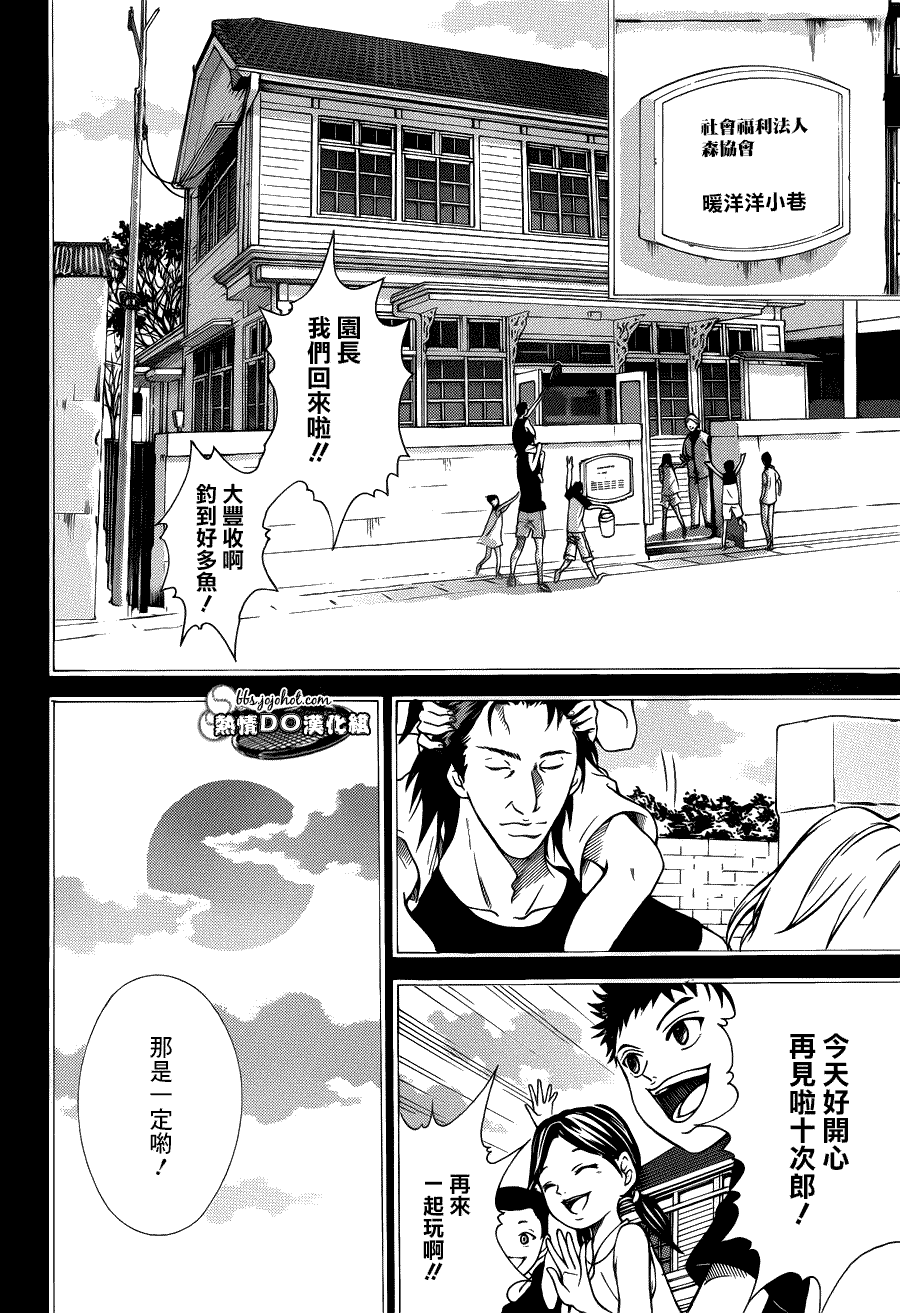 社會福利法人
森協會
暖洋洋小巷
園長
我們回來啦!!
大豐收啊
釣到好多魚!
bbs.jojohot.com
熱情DO漢化組
今天好開心
再見啦十次郎!
再來
一起玩啊!!
那是一定喲!